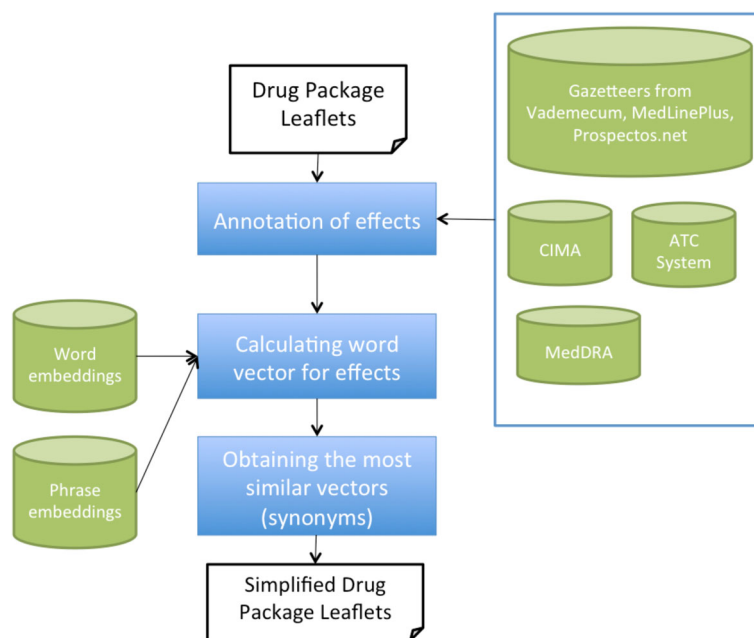 Drug Package
Leaflets
Gazetteers from
Vademecum, MedLinePlus,
Prospectos.net
Annotation of effects
CIMA
ATC
System
MedDRA
Word
embeddings
Calculating word
vector for effects
Phrase
embeddings
Obtaining the most
similar vectors
(synonyms)
Simplified Drug
Package Leaflets